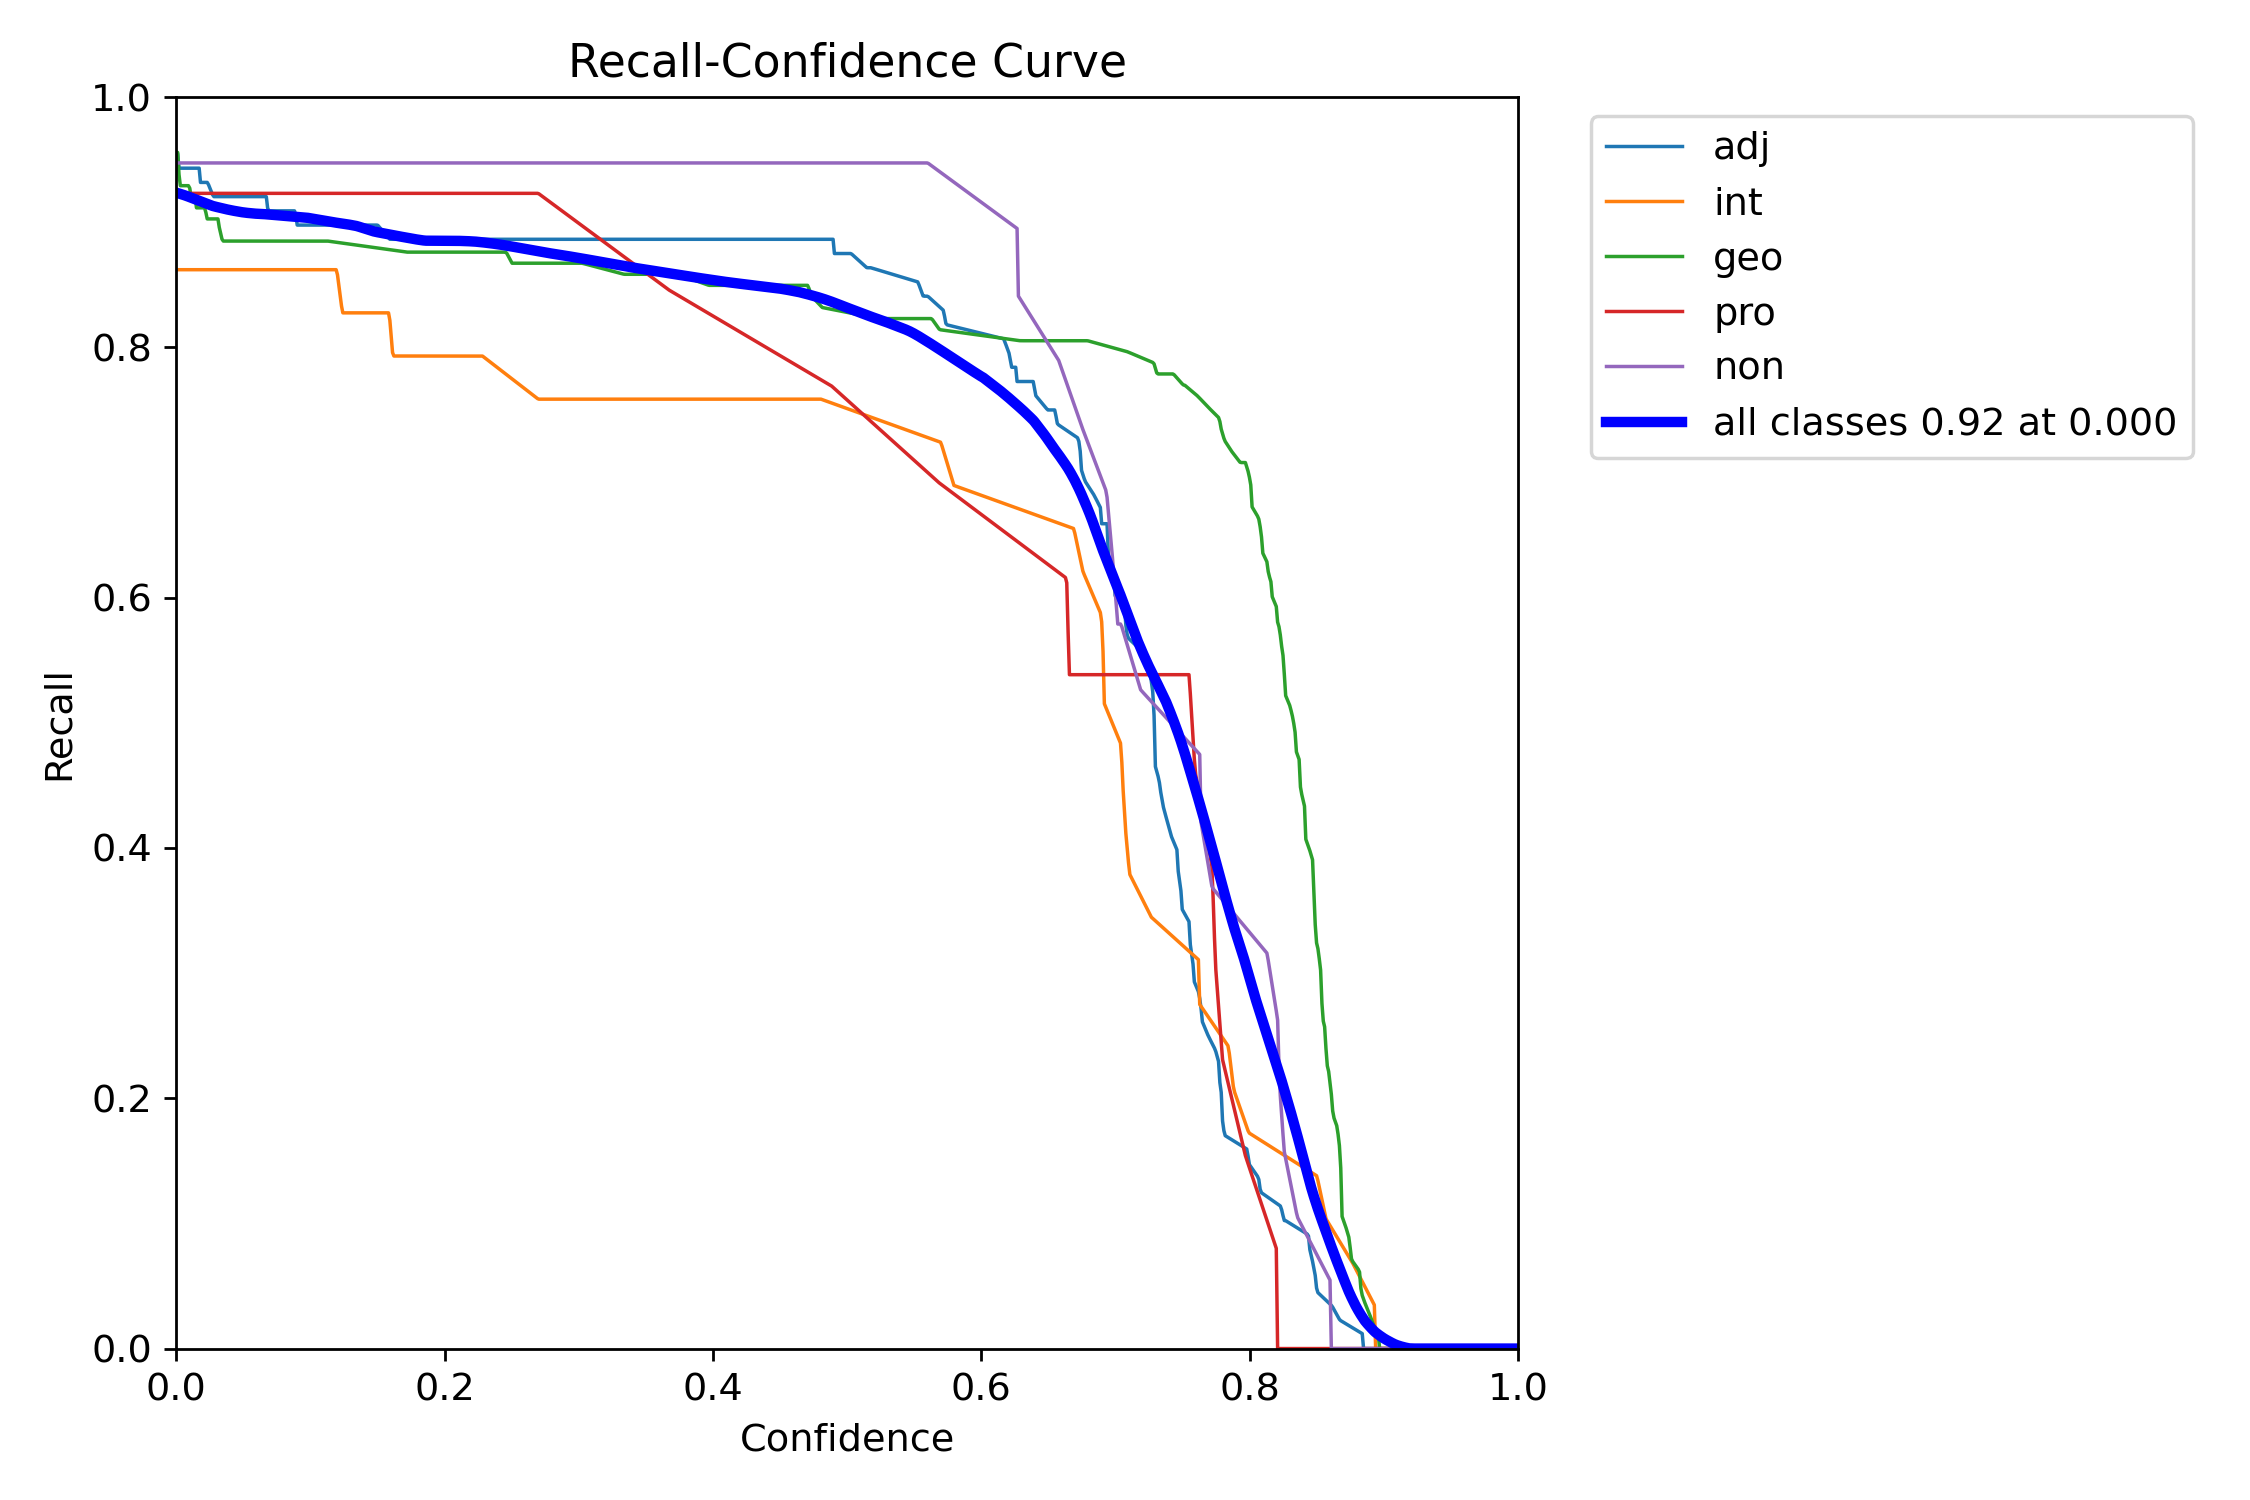 Recall-Confidence Curve
1.0
0.8
0.6
0.4
0.2
0.0
Recall
0.0 0.2 0.4 0.6 0.8 1.0
Confidence
adj
int
geo
pro
non
all classes 0.92 at 0.000